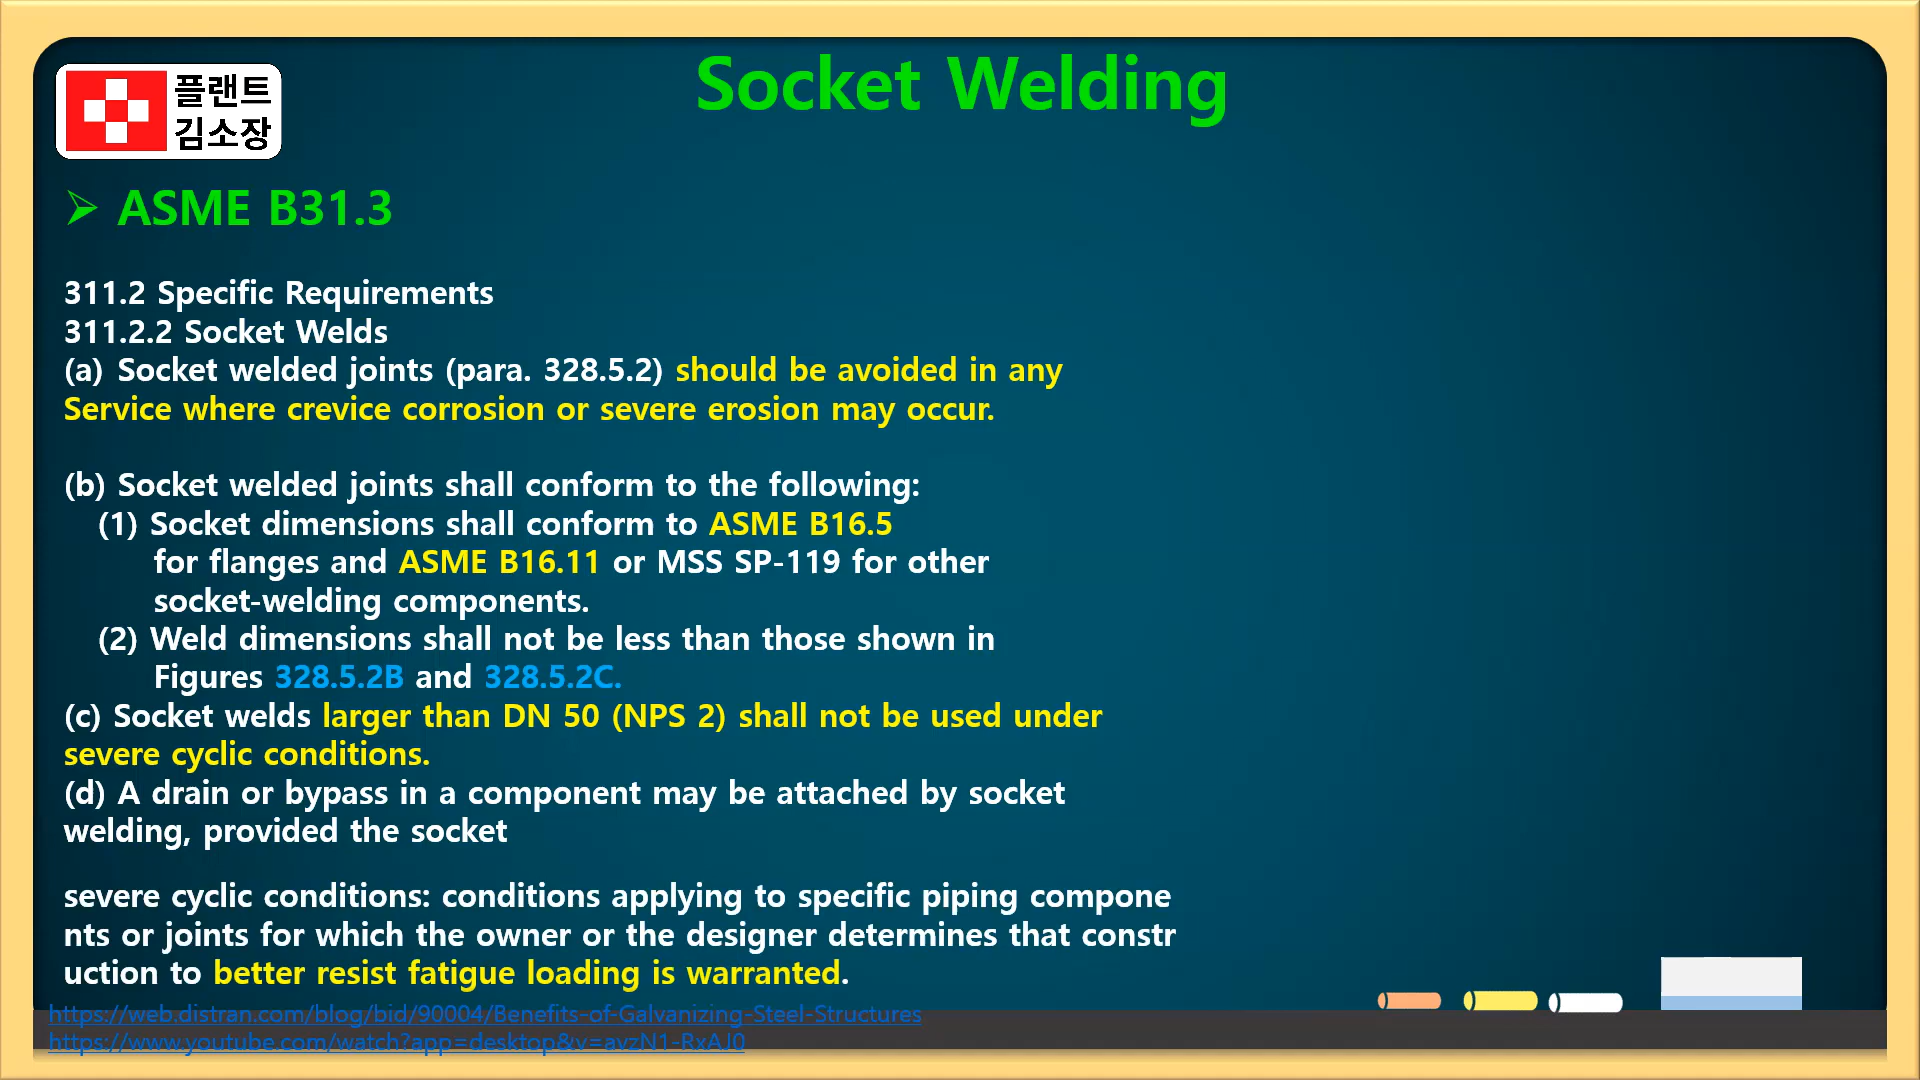 플랜트
김소장
Socket Welding
➢ ASME B31.3
311.2 Specific Requirements
311.2.2 Socket Welds
(a) Socket welded joints (para. 328.5.2) should be avoided in any
Service where crevice corrosion or severe erosion may occur.
(b) Socket welded joints shall conform to the following:
(1) Socket dimensions shall conform to ASME B16.5
for flanges and ASME B16.11 or MSS SP-119 for other
socket-welding components.
(2) Weld dimensions shall not be less than those shown in
Figures 328.5.2B and 328.5.2C.
(c) Socket welds larger than DN 50 (NPS 2) shall not be used under
severe cyclic conditions.
(d) A drain or bypass in a component may be attached by socket
welding, provided the socket
severe cyclic conditions: conditions applying to specific piping compone
nts or joints for which the owner or the designer determines that constr
uction to better resist fatigue loading is warranted.
https://web.distran.com/blog/bid/90004/Benefits-of-Galvanizing-Steel-Structures
https://www.youtube.com/watch?app=desktop&v=avzN1-RxAJ0